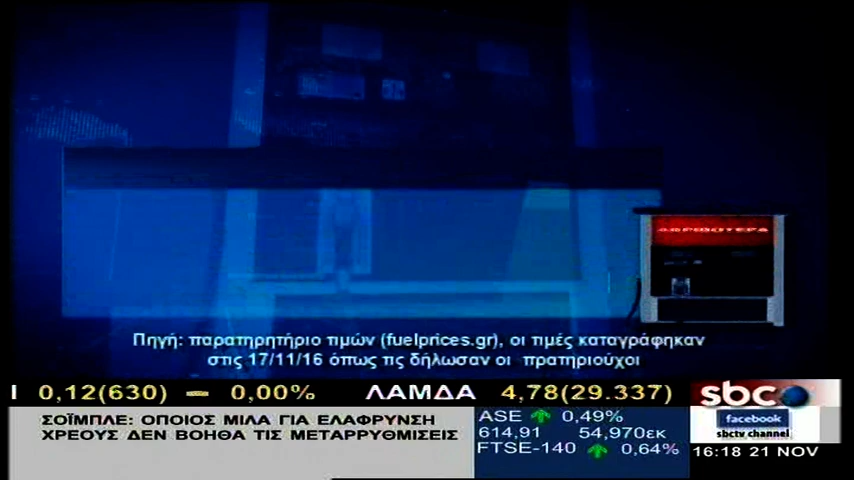 Πηγή: παρατηρητήριο τιμών (fuelprices.gr), οι τιμές καταγράφηκαν
στις 17/11/16 όπως τις δήλωσαν οι πρατηριούχοι
Ι 0,12(630) 0,00% ΛΑΜΔΑ 4,78(29.337)
sbc
ΣΟΪΜΠΛΕ: ΟΠΟΙΟΣ ΜΙΛΑ ΓΙΑ ΕΛΑΦΡΥΝΣΗ
ΧΡΕΟΥΣ ΔΕΝ ΒΟΗΘΑ ΤΙΣ ΜΕΤΑΡΡΥΘΜΙΣΕΙΣ
ASE 0,49%
614,91 54,970εκ
FTSE-140 0,64%
facebook
sbctv channel
16:18 21 NOV